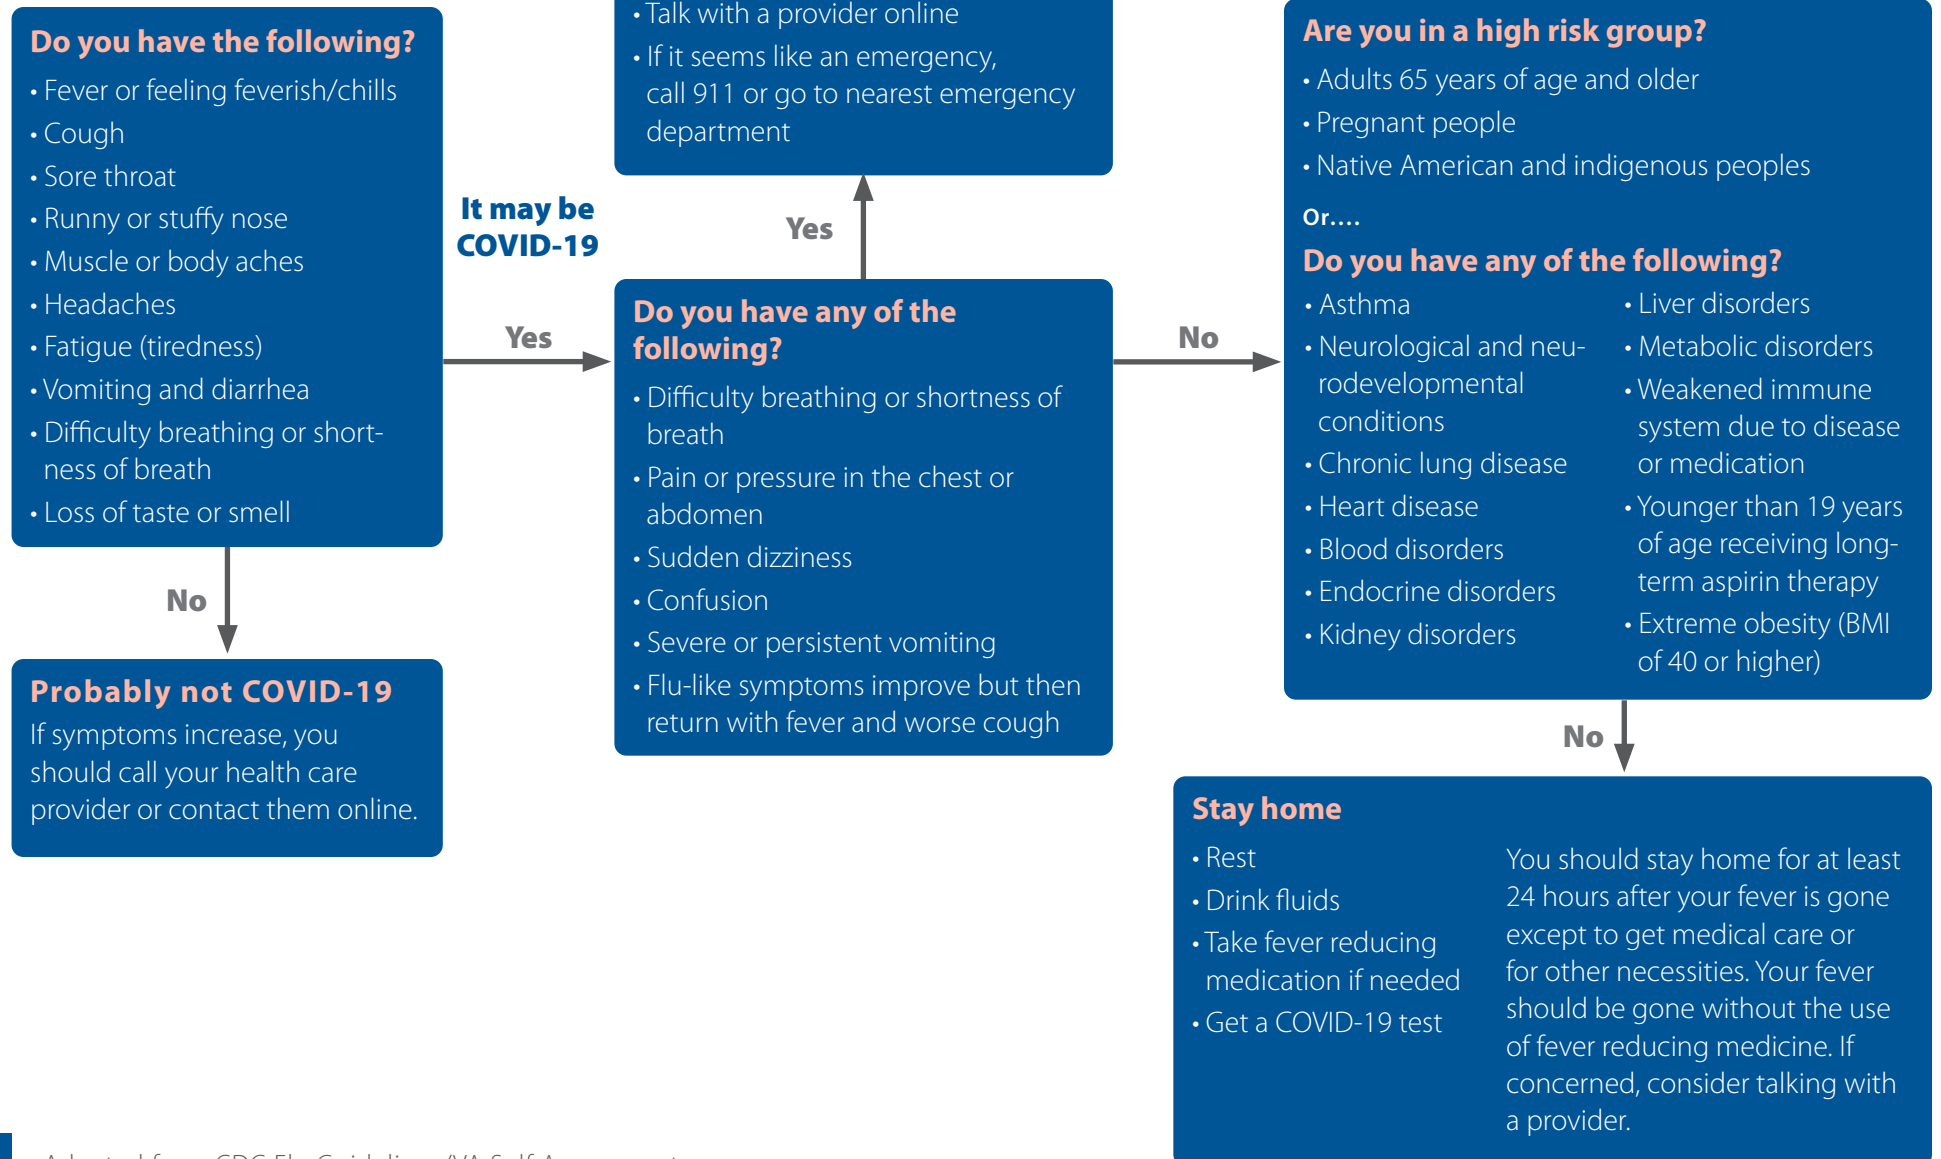 Do you have the following?
• Fever or feeling feverish/chills
• Cough
• Sore throat
• Runny or stuffy nose
• Muscle or body aches
• Headaches
• Fatigue (tiredness)
• Vomiting and diarrhea
• Difficulty breathing or short-
ness of breath
• Loss of taste or smell
No
Probably not COVID-19
If symptoms increase, you
should call your health care
provider or contact them online.
It may be
COVID-19
Yes
• Talk with a provider online
• If it seems like an emergency,
call 911 or go to nearest emergency
department
Yes
Do you have any of the
following?
• Difficulty breathing or shortness of
breath
• Pain or pressure in the chest or
abdomen
• Sudden dizziness
• Confusion
• Severe or persistent vomiting
• Flu-like symptoms improve but then
return with fever and worse cough
No
Are you in a high risk group?
• Adults 65 years of age and older
• Pregnant people
• Native American and indigenous peoples
Or....
Do you have any of the following?
• Asthma
• Neurological and neu-
rodevelopmental
conditions
• Chronic lung disease
• Heart disease
• Blood disorders
• Endocrine disorders
• Kidney disorders
• Liver disorders
• Metabolic disorders
• Weakened immune
system due to disease
or medication
• Younger than 19 years
of age receiving long-
term aspirin therapy
• Extreme obesity (BMI
of 40 or higher)
No
Stay home
• Rest
• Drink fluids
• Take fever reducing
medication if needed
• Get a COVID-19 test
You should stay home for at least
24 hours after your fever is gone
except to get medical care or
for other necessities. Your fever
should be gone without the use
of fever reducing medicine. If
concerned, consider talking with
a provider.